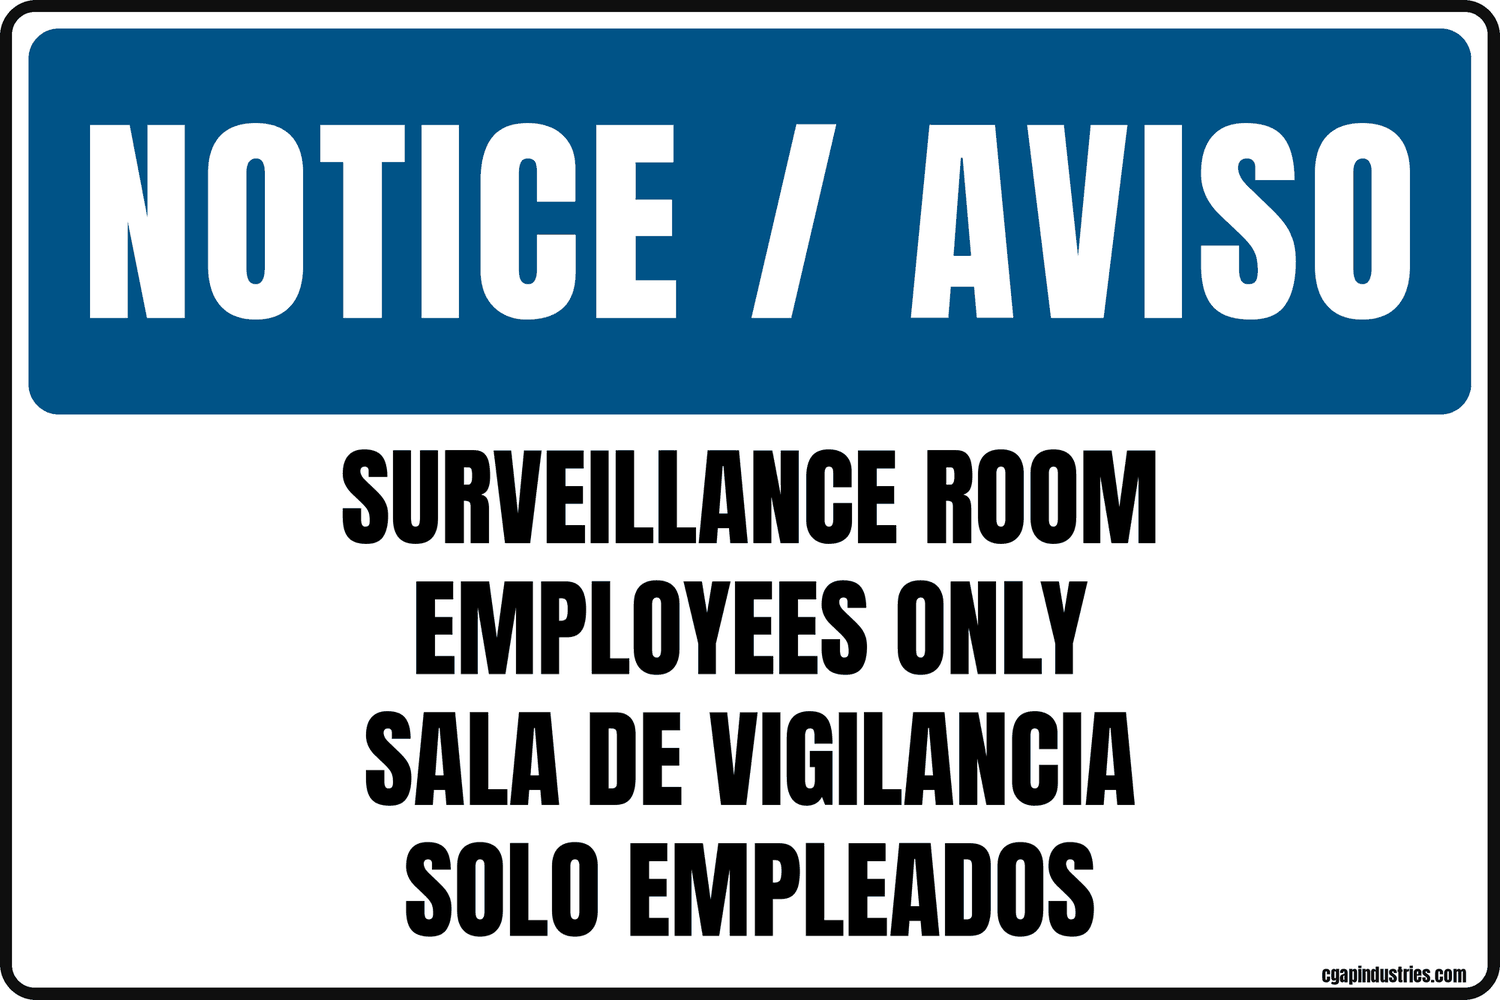 NOTICE / AVISO
SURVEILLANCE ROOM
EMPLOYEES ONLY
SALA DE VIGILANCIA
SOLO EMPLEADOS
cgapindustries.com